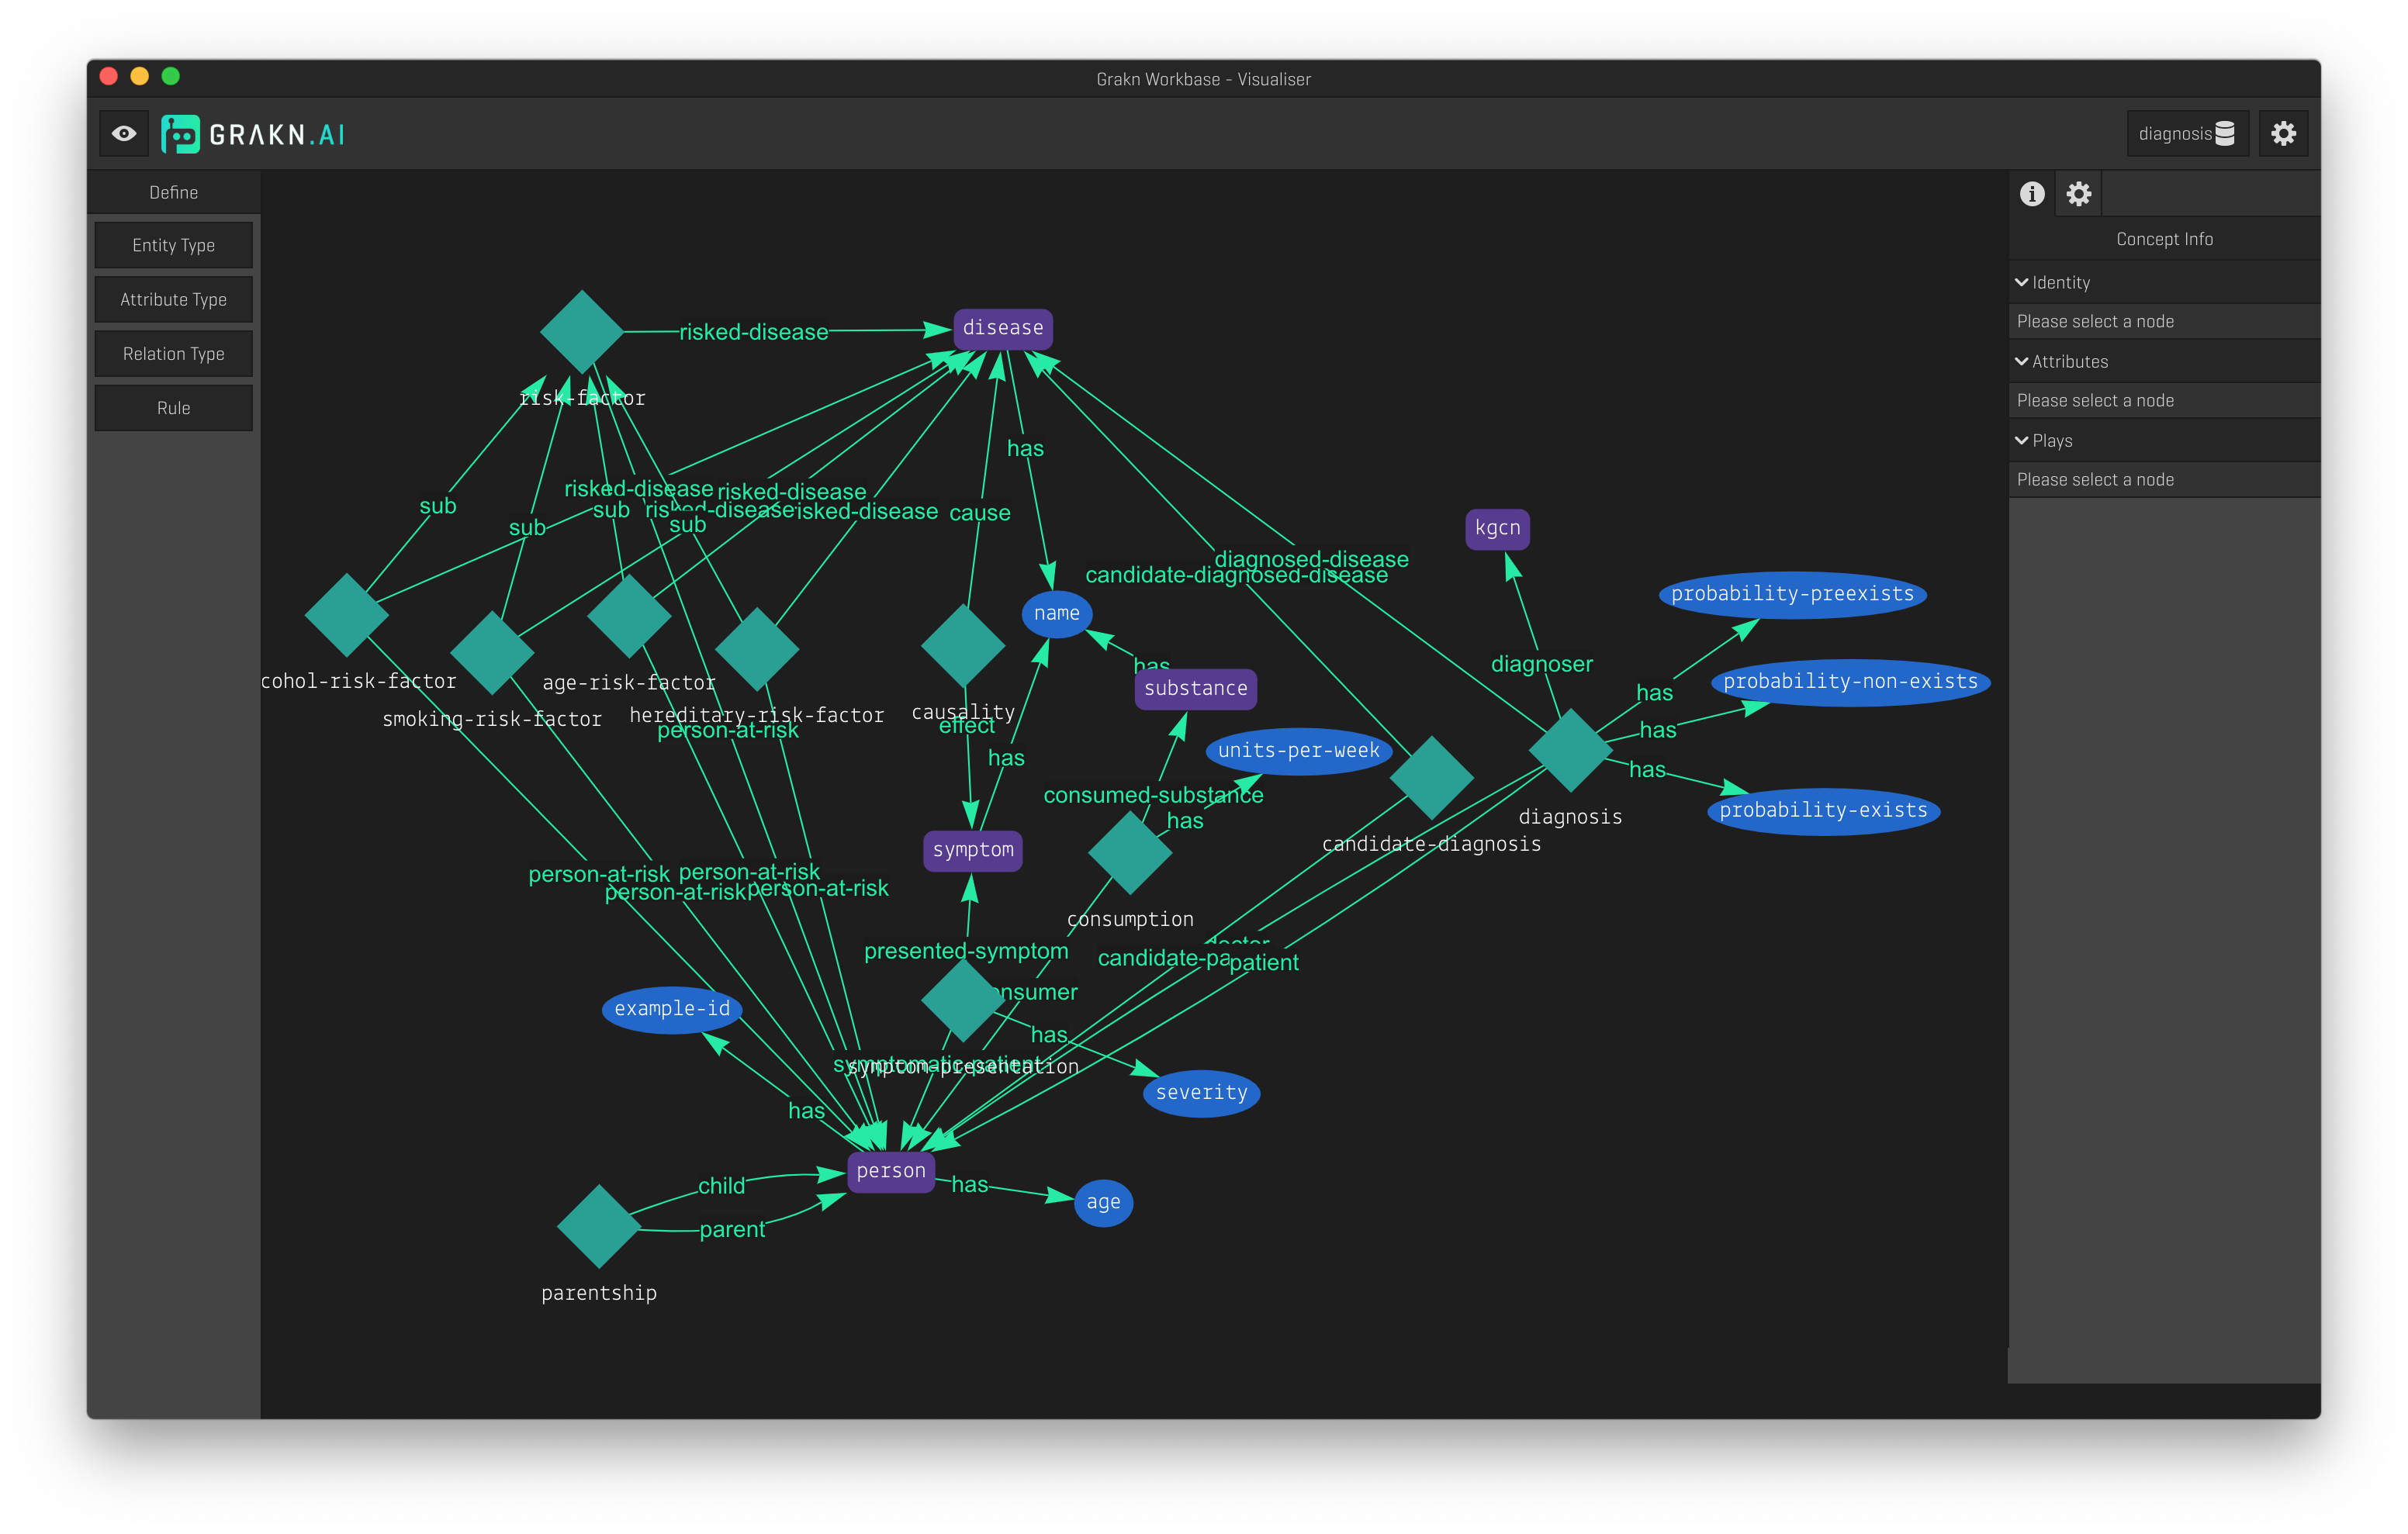 Grakn Workbase - Visualiser
GRAKN.AI
diagnosis
Define
Entity Type
Attribute Type
Relation Type
Rule
Concept Info
Identity
Please select a node
Attributes
Please select a node
Plays
Please select a node
risked-disease
disease
risk-factor
has
risked-disease
risked-disease
sub
sub
risked-disease
risked-disease
cause
sub
sub
kgcn
diagnosed-disease
candidate-diagnosed-disease
probability-preexists
name
diagnoser
has
cohol-risk-factor
age-risk-factor
substance
has
probability-non-exists
smoking-risk-factor
hereditary-risk-factor
causality
effect
person-at-risk
has
has
units-per-week
has
consumed-substance
has
probability-exists
diagnosis
symptom
candidate-diagnosis
person-at-risk
person-at-risk
person-at-risk
person-at-risk
consumption
presented-symptom
candidate-pa
patient
onsumer
example-id
has
symptom-presentation
severity
has
person
child
has
age
parent
parentship